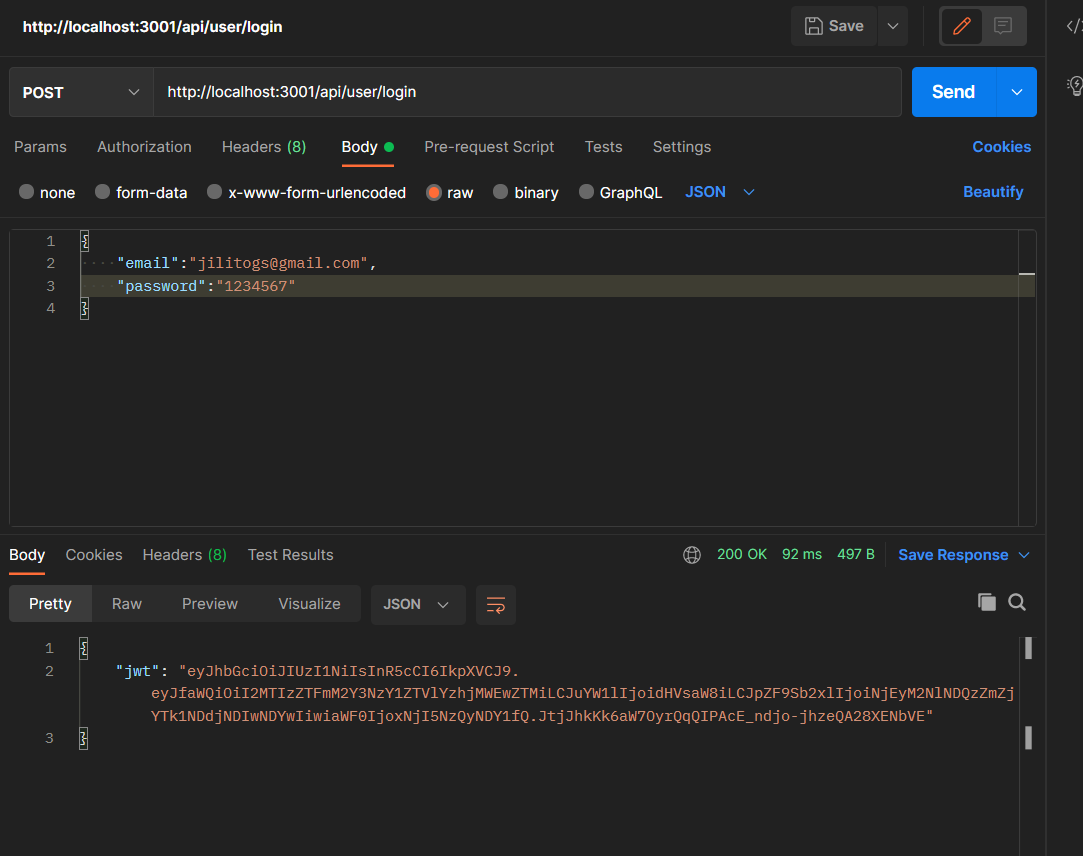 http://localhost:3001/api/user/login
Save
POST
http://localhost:3001/api/user/login
Send
Params Authorization Headers (8) Body Pre-request Script Tests Settings Cookies
none form-data x-www-form-urlencoded raw binary GraphQL JSON Beautify
1 {
2 "email":"jilitogs@gmail.com",
3 "password":"1234567"
4 }
Body Cookies Headers (8) Test Results 200 OK 92 ms 497 B Save Response
Pretty Raw Preview Visualize JSON
1 {
2 "jwt": "eyJhbGciOiJIUzI1NiIsInR5cCI6IkpXVCJ9.
eyJfaWQiOiI2MTIzZTFmM2Y3NzY1ZTVlYzhjMWEwZTMiLCJuYW1lIjoidHVsaW8iLCJpZF9Sb2xlIjoiNjEyM2NlNDQzZmZj
YTk1NDdjNDIwNDYwIiwiaWF0IjoxNjI5NzQyNDY1fQ.JtjJhkKk6aW7OyrQqQIPAcE_ndjo-jhzeQA28XENbVE"
3 }